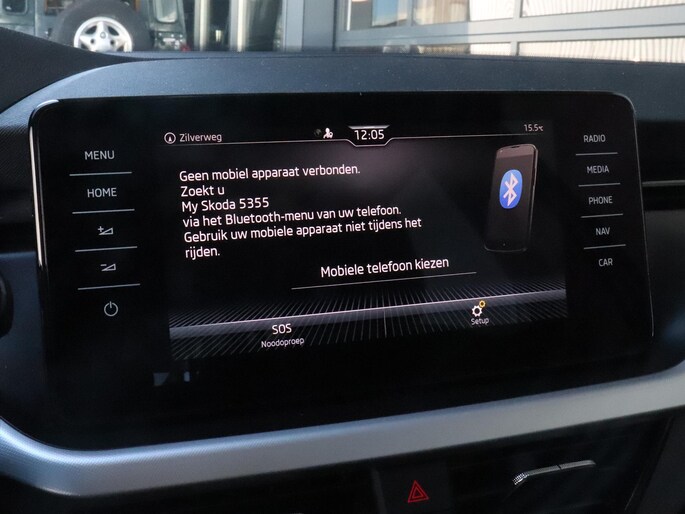 Zilverweg
12:05
15.5°C
MENU
HOME
RADIO
MEDIA
PHONE
NAV
CAR
Geen mobiel apparaat verbonden.
Zoekt u
My Skoda 5355
via het Bluetooth-menu van uw telefoon.
Gebruik uw mobiele apparaat niet tijdens het
rijden.
Mobiele telefoon kiezen
SOS
Noodoproep
Setup